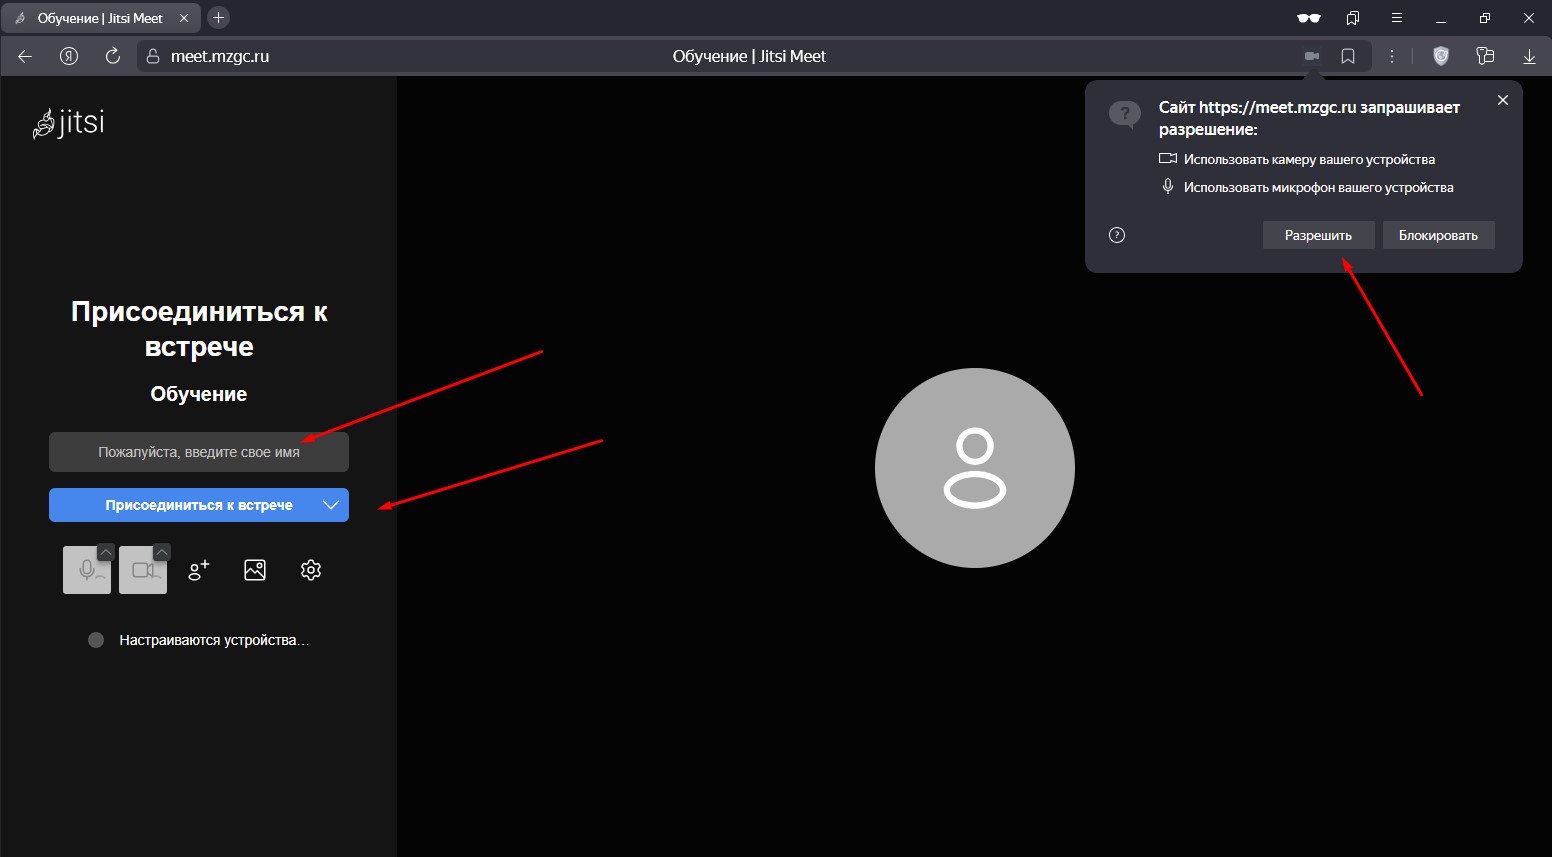 Обучение | Jitsi Meet
meet.mzgc.ru
Обучение | Jitsi Meet
jitsi
Сайт https://meet.mzgc.ru запрашивает
разрешение:
Использовать камеру вашего устройства
Использовать микрофон вашего устройства
Разрешить
Блокировать
Присоединиться к
встрече
Обучение
Пожалуйста, введите свое имя
Присоединиться к встрече
Настраиваются устройства...